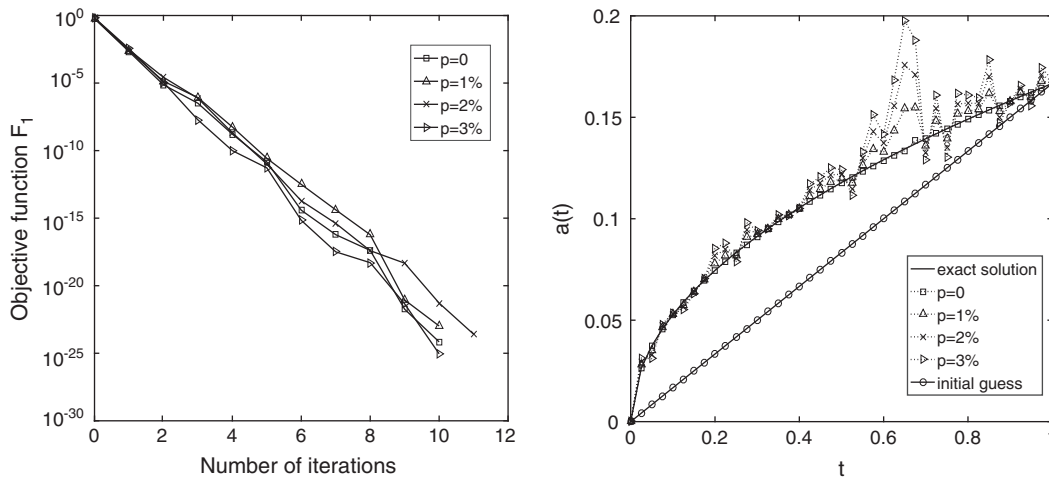 10^0
10^-5
10^-10
10^-15
10^-20
10^-25
10^-30
Objective function F_1
0
2
4
6
8
10
12
Number of iterations
p=0
p=1%
p=2%
p=3%
0.2
0.15
0.1
0.05
0
a(t)
0
0.2
0.4
0.6
0.8
1
t
exact solution
p=0
p=1%
p=2%
p=3%
initial guess